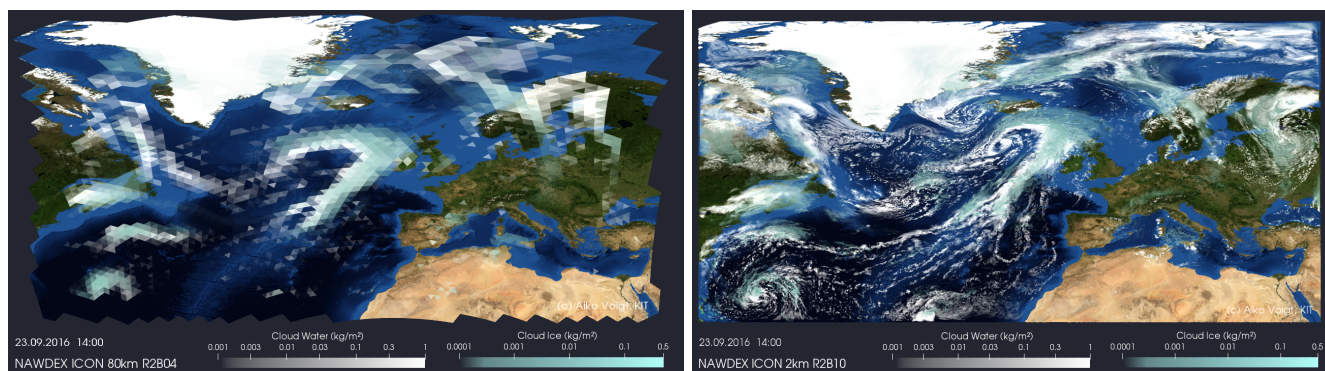 (c) Aiko Voigt, KIT
Cloud Water (kg/m²)
Cloud Ice (kg/m²)
23.09.2016 14:00
0.001 0.003 0.01 0.03 0.1 0.3 1
0.0001 0.001 0.01 0.1 0.5
NAWDEX ICON 80km R2B04
(c) Aiko Voigt, KIT
Cloud Water (kg/m²)
Cloud Ice (kg/m²)
23.09.2016 14:00
0.001 0.003 0.01 0.03 0.1 0.3 1
0.0001 0.001 0.01 0.1 0.5
NAWDEX ICON 2km R2B10